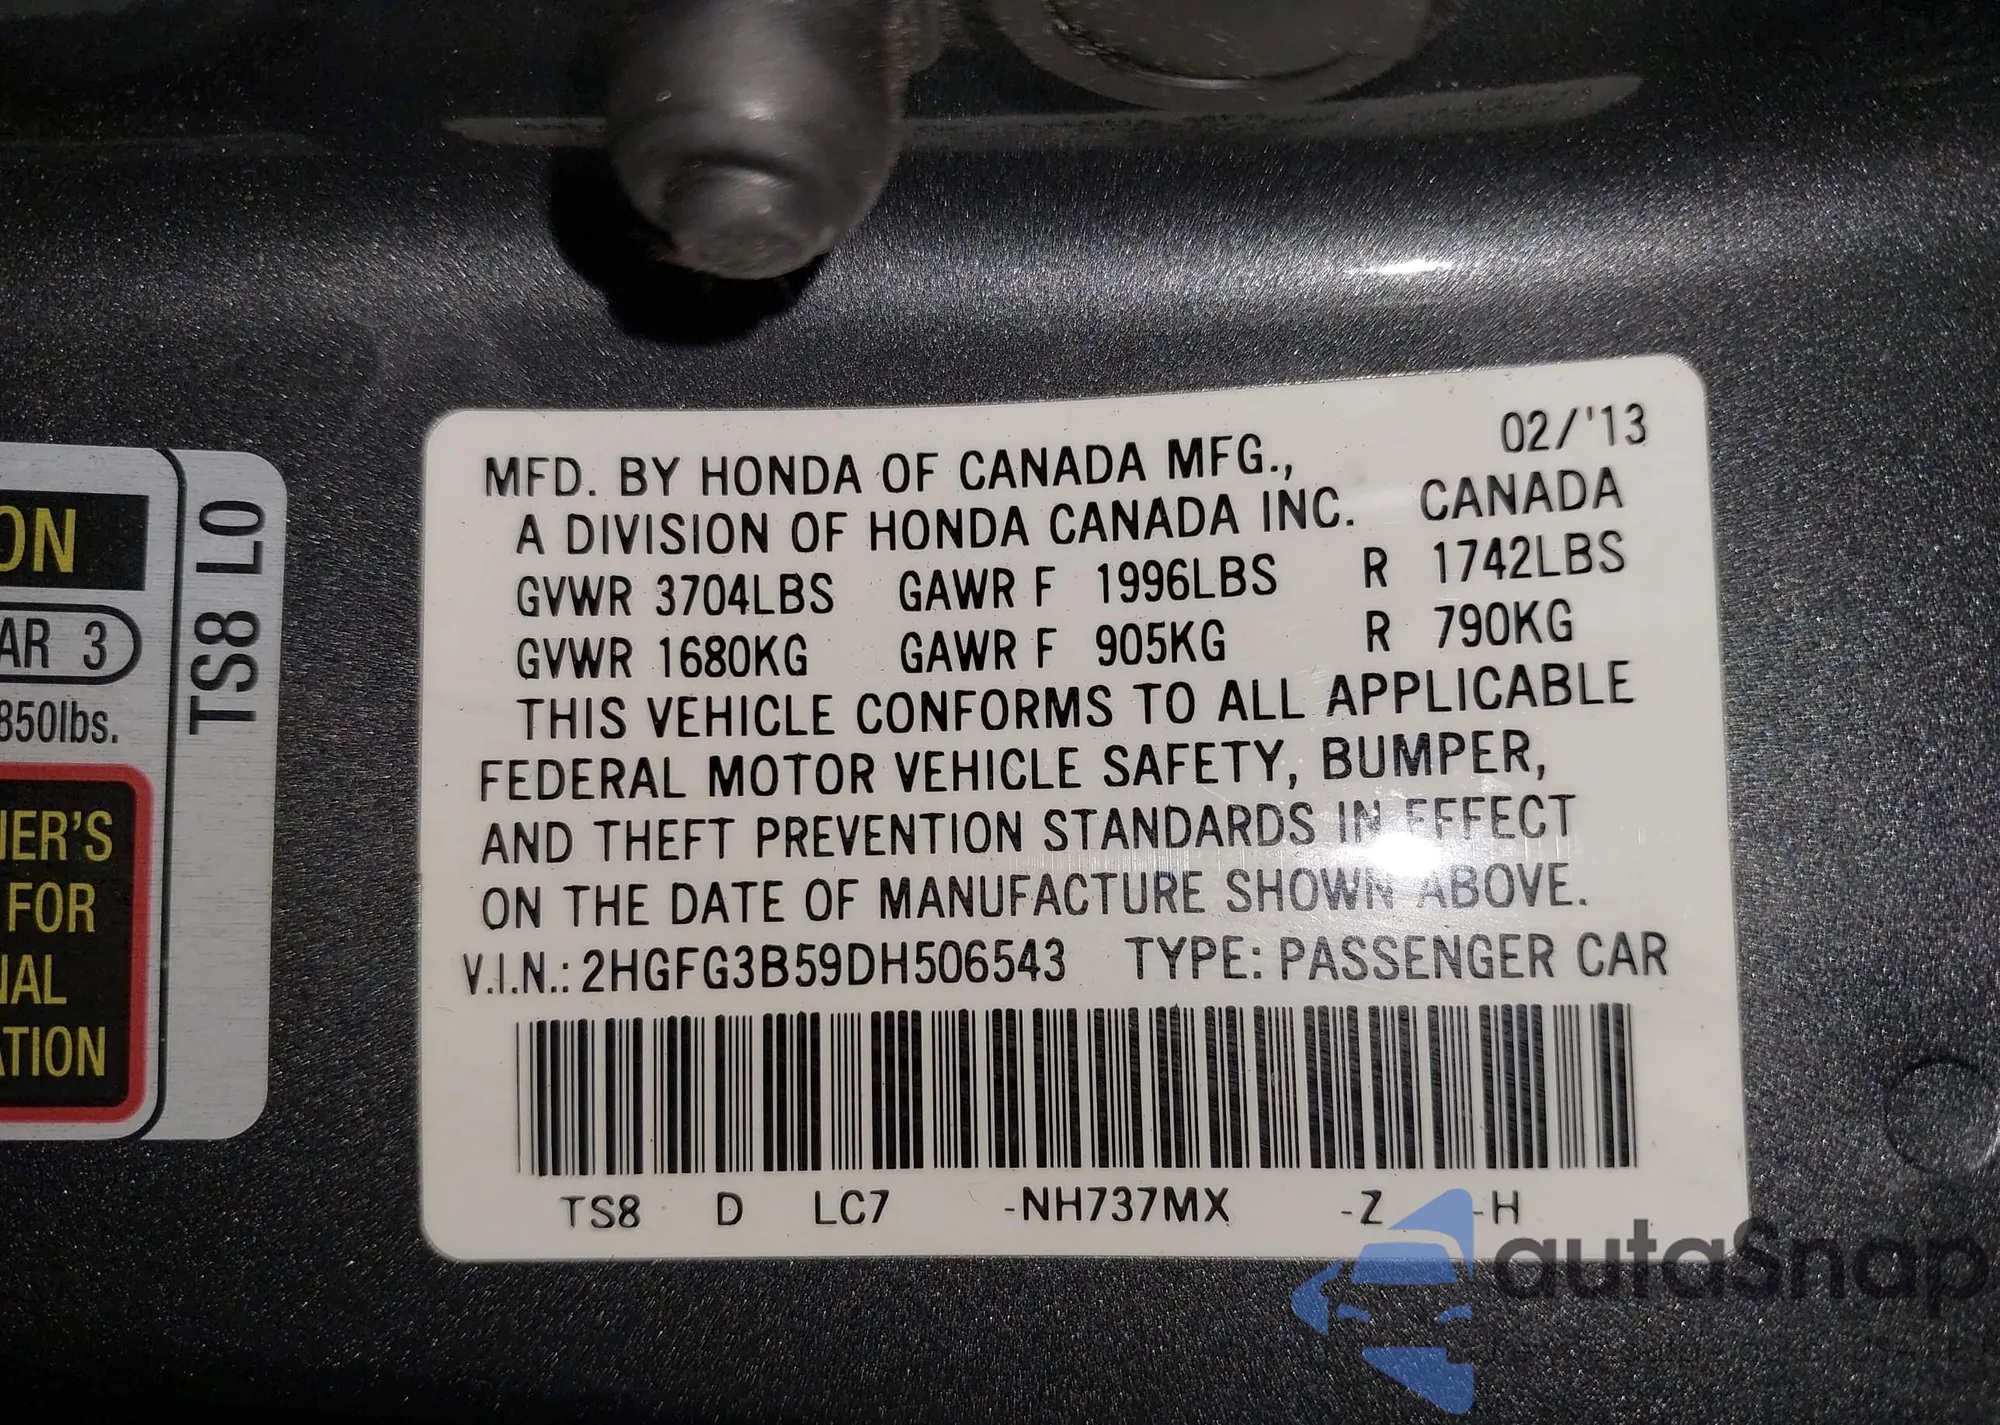 02/'13
MFD. BY HONDA OF CANADA MFG.,
A DIVISION OF HONDA CANADA INC. CANADA
GVWR 3704LBS GAWR F 1996LBS R 1742LBS
GVWR 1680KG GAWR F 905KG R 790KG
THIS VEHICLE CONFORMS TO ALL APPLICABLE
FEDERAL MOTOR VEHICLE SAFETY, BUMPER,
AND THEFT PREVENTION STANDARDS IN EFFECT
ON THE DATE OF MANUFACTURE SHOWN ABOVE.
V.I.N.: 2HGFG3B59DH506543 TYPE: PASSENGER CAR
TS8 D LC7 -NH737MX -Z -H
ON
AR 3
850lbs.
NER'S
FOR
NAL
ATION
TS8 L0
autaSnap